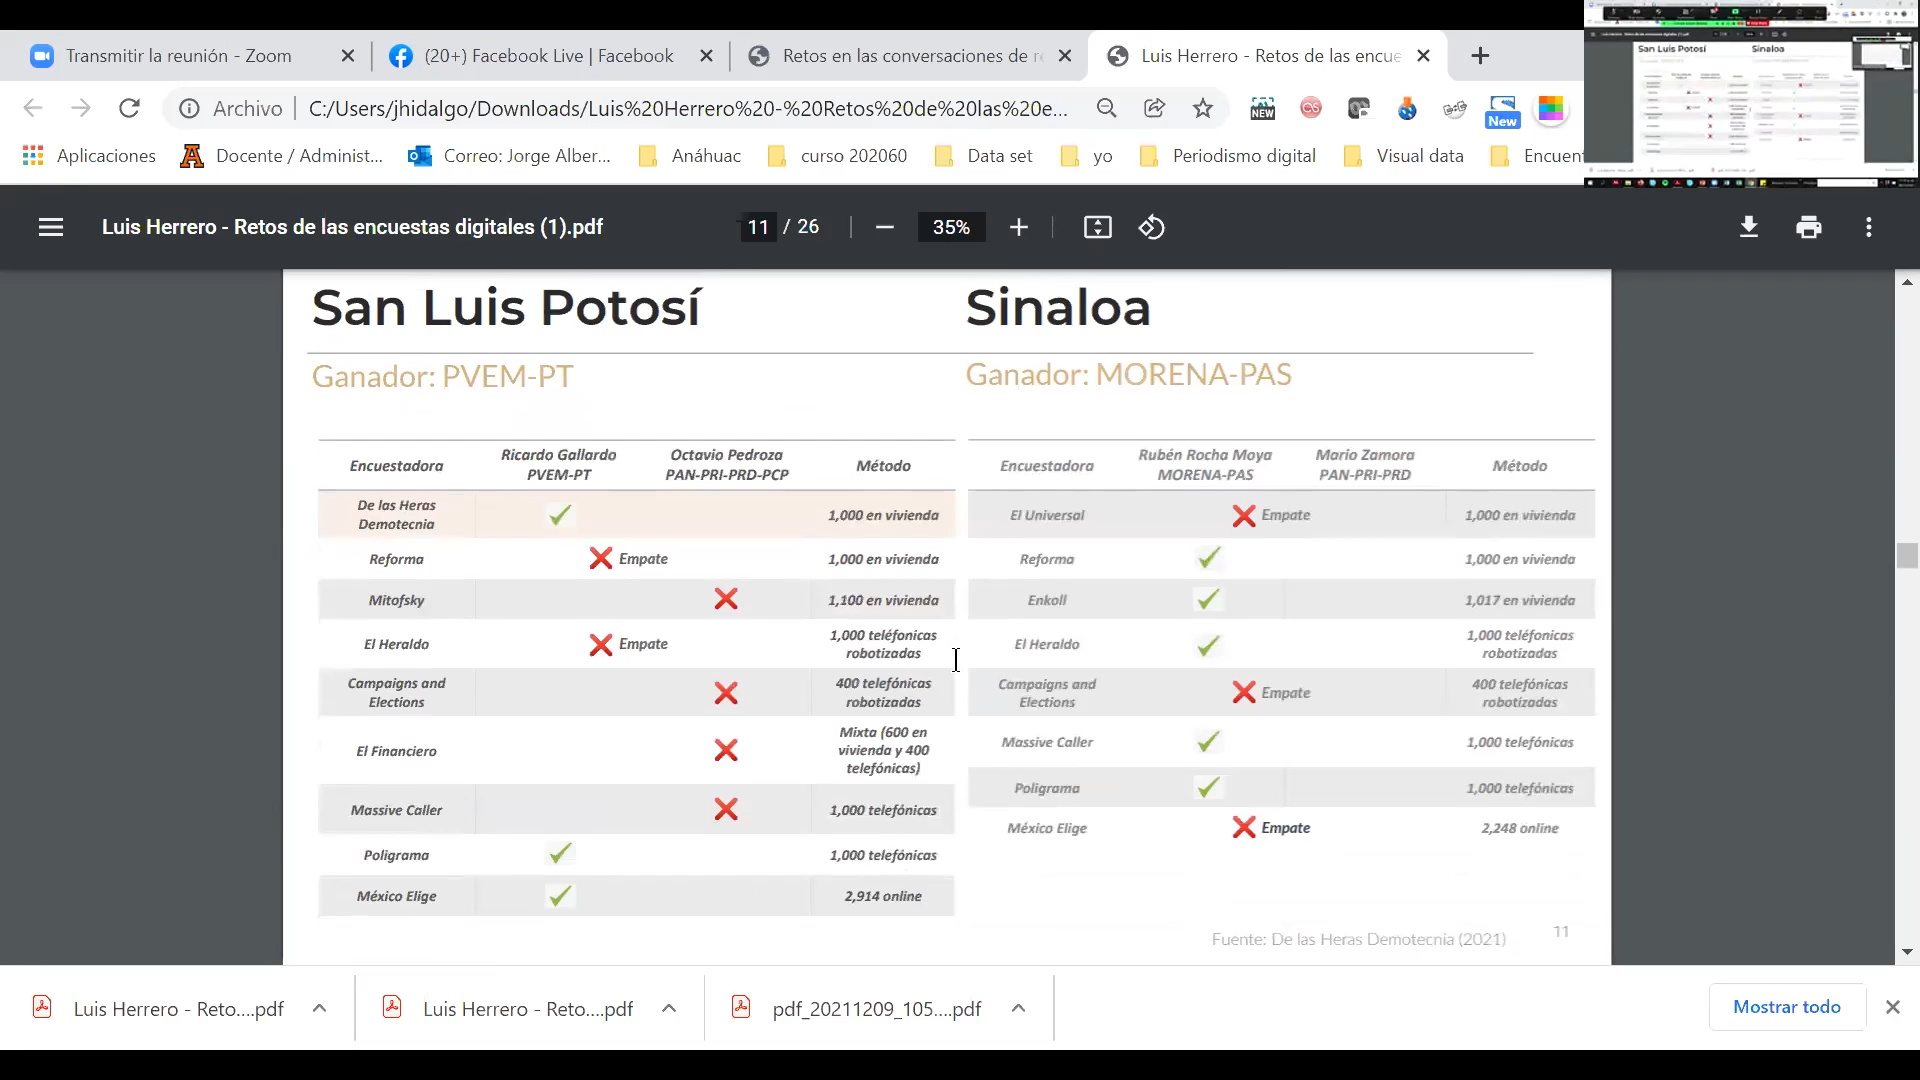 Transmitir la reunión - Zoom
(20+) Facebook Live | Facebook
Retos en las conversaciones de re
Luis Herrero - Retos de las encue
Archivo
C:/Users/jhidalgo/Downloads/Luis%20Herrero%20-%20Retos%20de%20las%20e...
NEW
New
Aplicaciones
Docente / Administ...
Correo: Jorge Alber...
Anáhuac
curso 202060
Data set
yo
Periodismo digital
Visual data
Encuen
San Luis Potosí
Sinaloa
Luis Herrero - Retos de las encuestas digitales (1).pdf
11 / 26
35%
San Luis Potosí
Ganador: PVEM-PT
Encuestadora
Ricardo Gallardo
PVEM-PT
Octavio Pedroza
PAN-PRI-PRD-PCP
Método
De las Heras
Demotecnia
1,000 en vivienda
Reforma
Empate
1,000 en vivienda
Mitofsky
1,100 en vivienda
El Heraldo
Empate
1,000 teléfonicas
robotizadas
Campaigns and
Elections
400 telefónicas
robotizadas
El Financiero
Mixta (600 en
vivienda y 400
telefónicas)
Massive Caller
1,000 telefónicas
Poligrama
1,000 telefónicas
México Elige
2,914 online
Sinaloa
Ganador: MORENA-PAS
Encuestadora
Rubén Rocha Moya
MORENA-PAS
Mario Zamora
PAN-PRI-PRD
Método
El Universal
Empate
1,000 en vivienda
Reforma
1,000 en vivienda
Enkoll
1,017 en vivienda
El Heraldo
1,000 teléfonicas
robotizadas
Campaigns and
Elections
Empate
400 telefónicas
robotizadas
Massive Caller
1,000 telefónicas
Poligrama
1,000 telefónicas
México Elige
Empate
2,248 online
Fuente: De las Heras Demotecnia (2021)
11
Luis Herrero - Reto....pdf
Luis Herrero - Reto....pdf
pdf_20211209_105....pdf
Mostrar todo